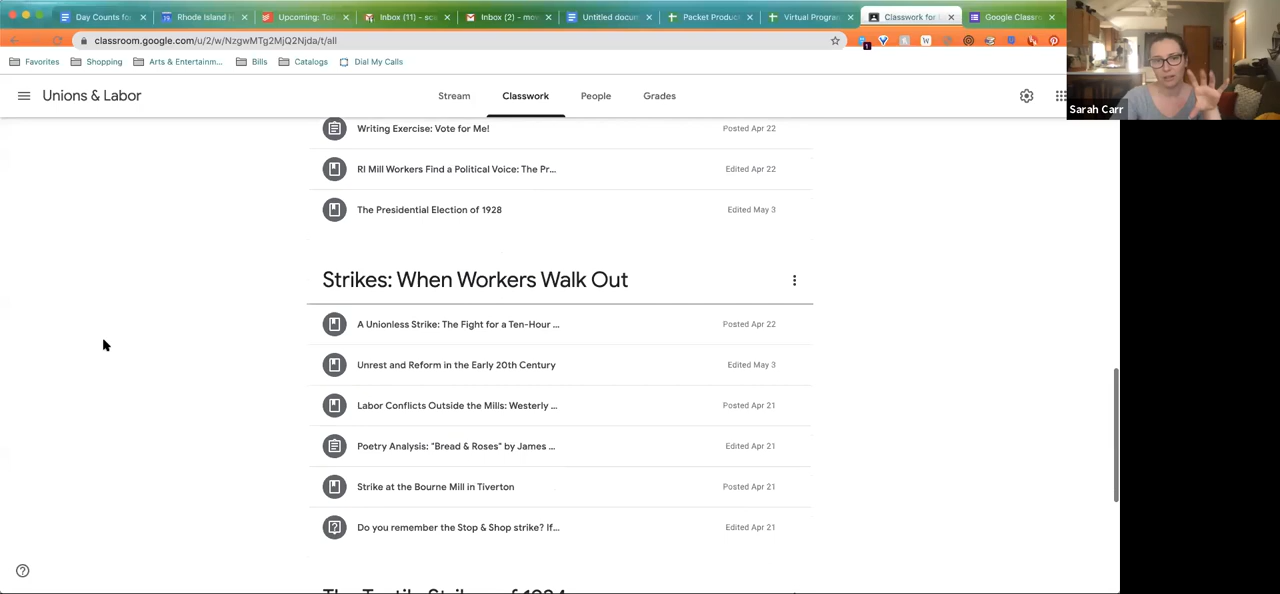 Day Counts for
Rhode Island H
Upcoming: Tod
Inbox (11) - sca
Inbox (2) - mov
Untitled docum
Packet Produc
Virtual Progran
Classwork for
Google Classro
classroom.google.com/u/2/w/NzgwMTg2MjQ2Njda/t/all
Favorites
Shopping
Arts & Entertainm...
Bills
Catalogs
Dial My Calls
Unions & Labor
Stream
Classwork
People
Grades
Sarah Carr
Writing Exercise: Vote for Me!
Posted Apr 22
RI Mill Workers Find a Political Voice: The Pr...
Edited Apr 22
The Presidential Election of 1928
Edited May 3
Strikes: When Workers Walk Out
A Unionless Strike: The Fight for a Ten-Hour ...
Posted Apr 22
Unrest and Reform in the Early 20th Century
Edited May 3
Labor Conflicts Outside the Mills: Westerly ...
Posted Apr 21
Poetry Analysis: "Bread & Roses" by James ...
Edited Apr 21
Strike at the Bourne Mill in Tiverton
Posted Apr 21
Do you remember the Stop & Shop strike? If...
Edited Apr 21